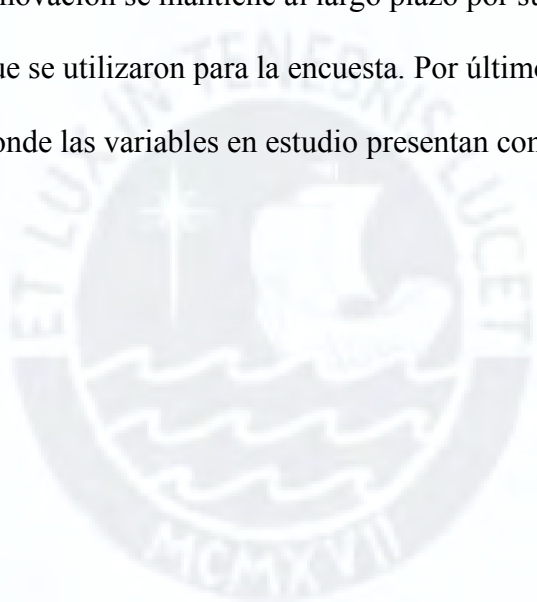 novación se mantiene al largo plazo por su
ue se utilizaron para la encuesta. Por último
onde las variables en estudio presentan con
ET LUX IN TENEBRIS LUCET
MCMXVII